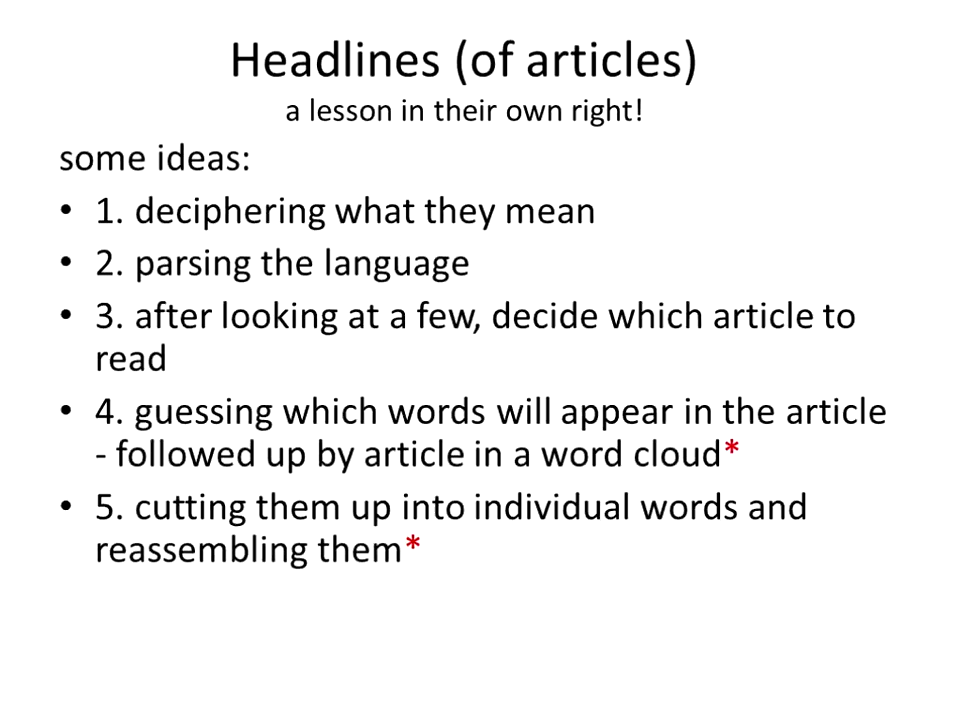 Headlines (of articles)
a lesson in their own right!
some ideas:
• 1. deciphering what they mean
• 2. parsing the language
• 3. after looking at a few, decide which article to
read
• 4. guessing which words will appear in the article
- followed up by article in a word cloud*
• 5. cutting them up into individual words and
reassembling them*